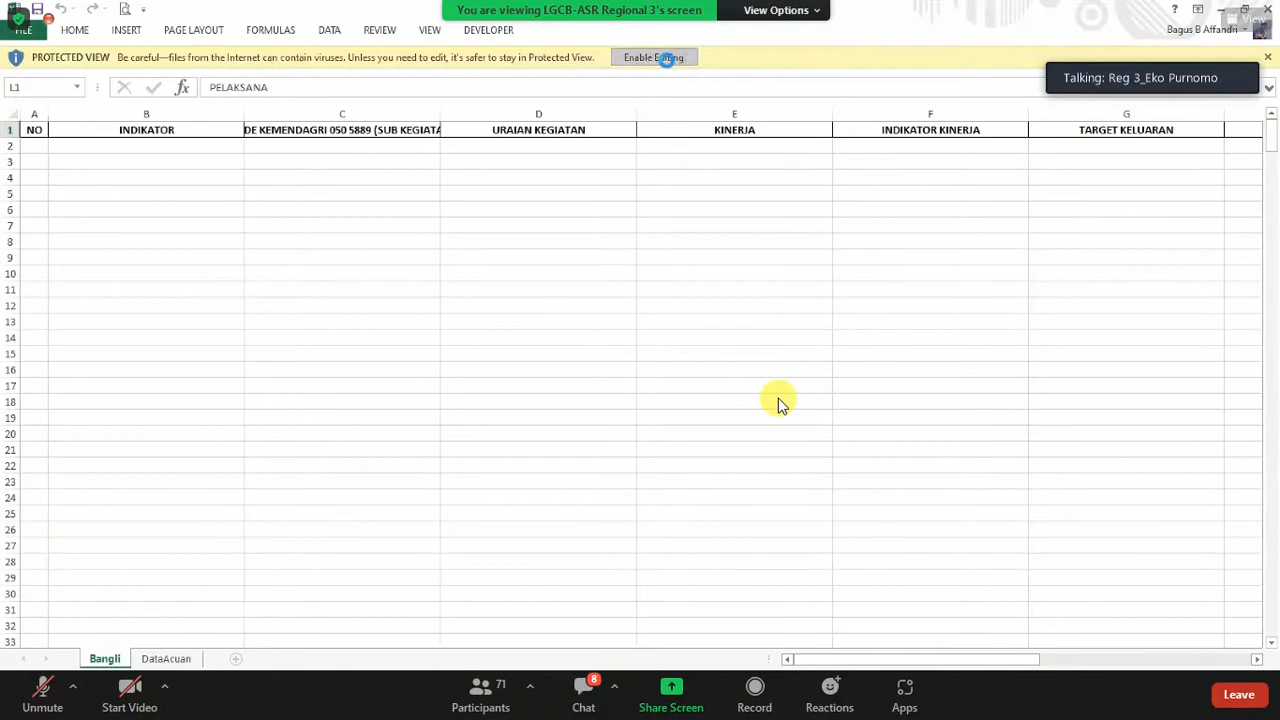 You are viewing LGCB-ASR Regional 3's screen
View Options
View
FILE HOME INSERT PAGE LAYOUT FORMULAS DATA REVIEW VIEW DEVELOPER
Bagus B Affandri
PROTECTED VIEW Be careful—files from the Internet can contain viruses. Unless you need to edit, it's safer to stay in Protected View. Enable Editing
Talking: Reg 3_Eko Purnomo
L1 fx PELAKSANA
A B C D E F G
1 NO INDIKATOR DE KEMENDAGRI 050 5889 (SUB KEGIATA URAIAN KEGIATAN KINERJA INDIKATOR KINERJA TARGET KELUARAN
2
3
4
5
6
7
8
9
10
11
12
13
14
15
16
17
18
19
20
21
22
23
24
25
26
27
28
29
30
31
32
33
Bangli DataAcuan
71 8
Unmute Start Video Participants Chat Share Screen Record Reactions Apps Leave